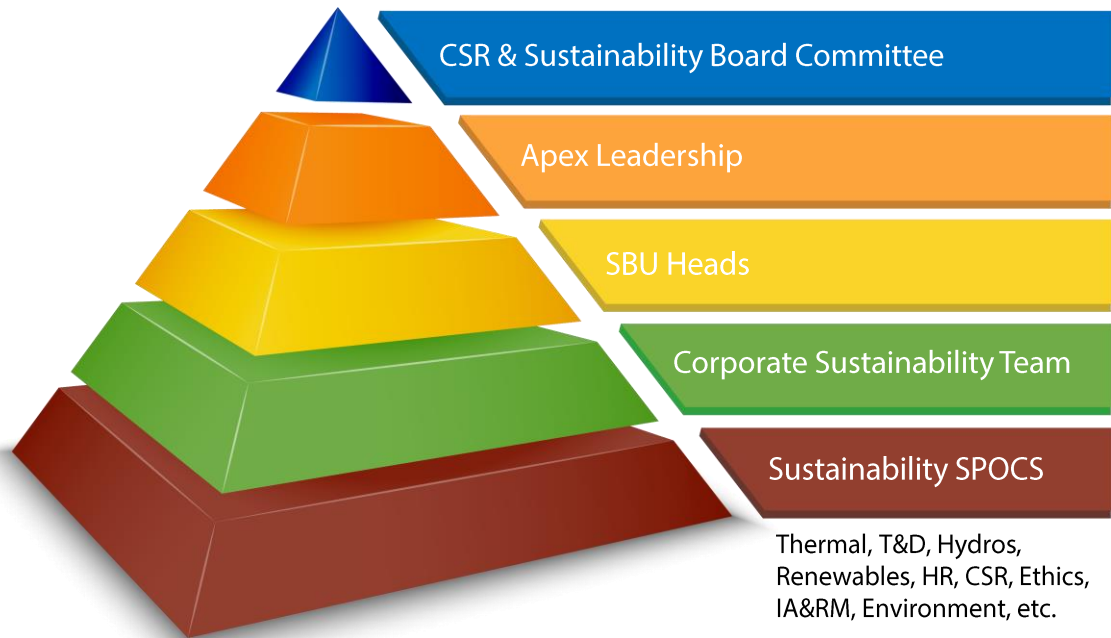 CSR & Sustainability Board Committee
Apex Leadership
SBU Heads
Corporate Sustainability Team
Sustainability SPOCS
Thermal, T&D, Hydros,
Renewables, HR, CSR, Ethics,
IA&RM, Environment, etc.